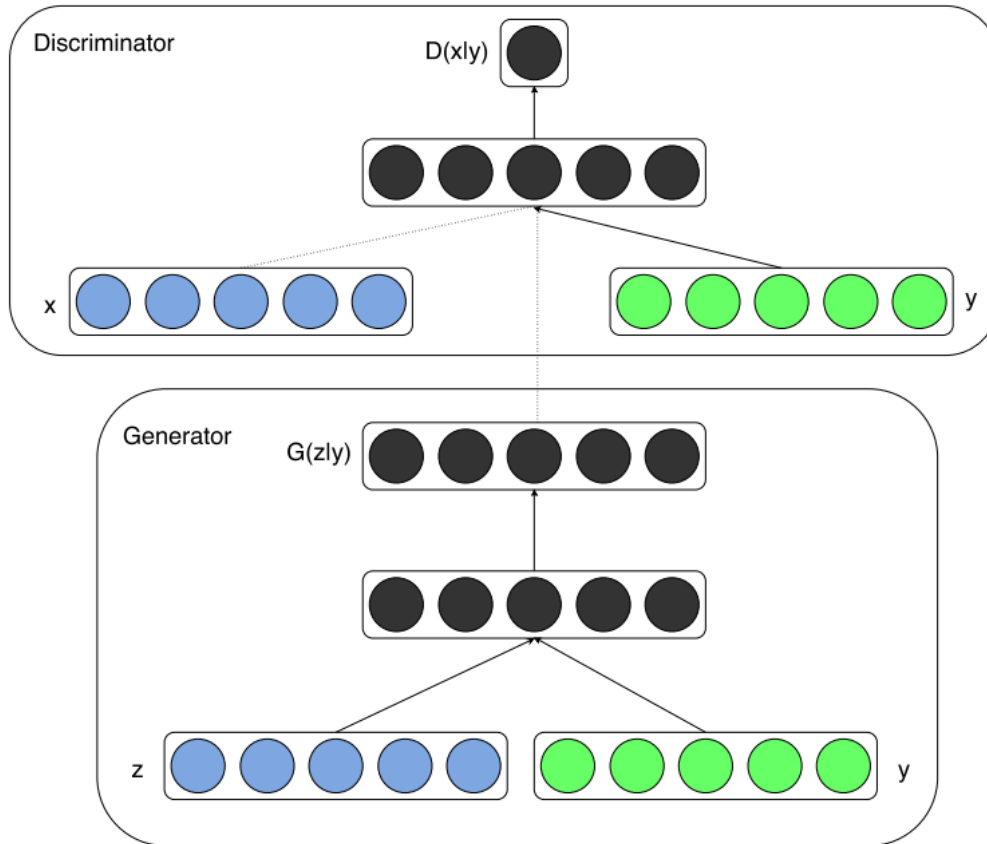 Discriminator
D(x|y)
x
y
Generator
G(z|y)
z
y